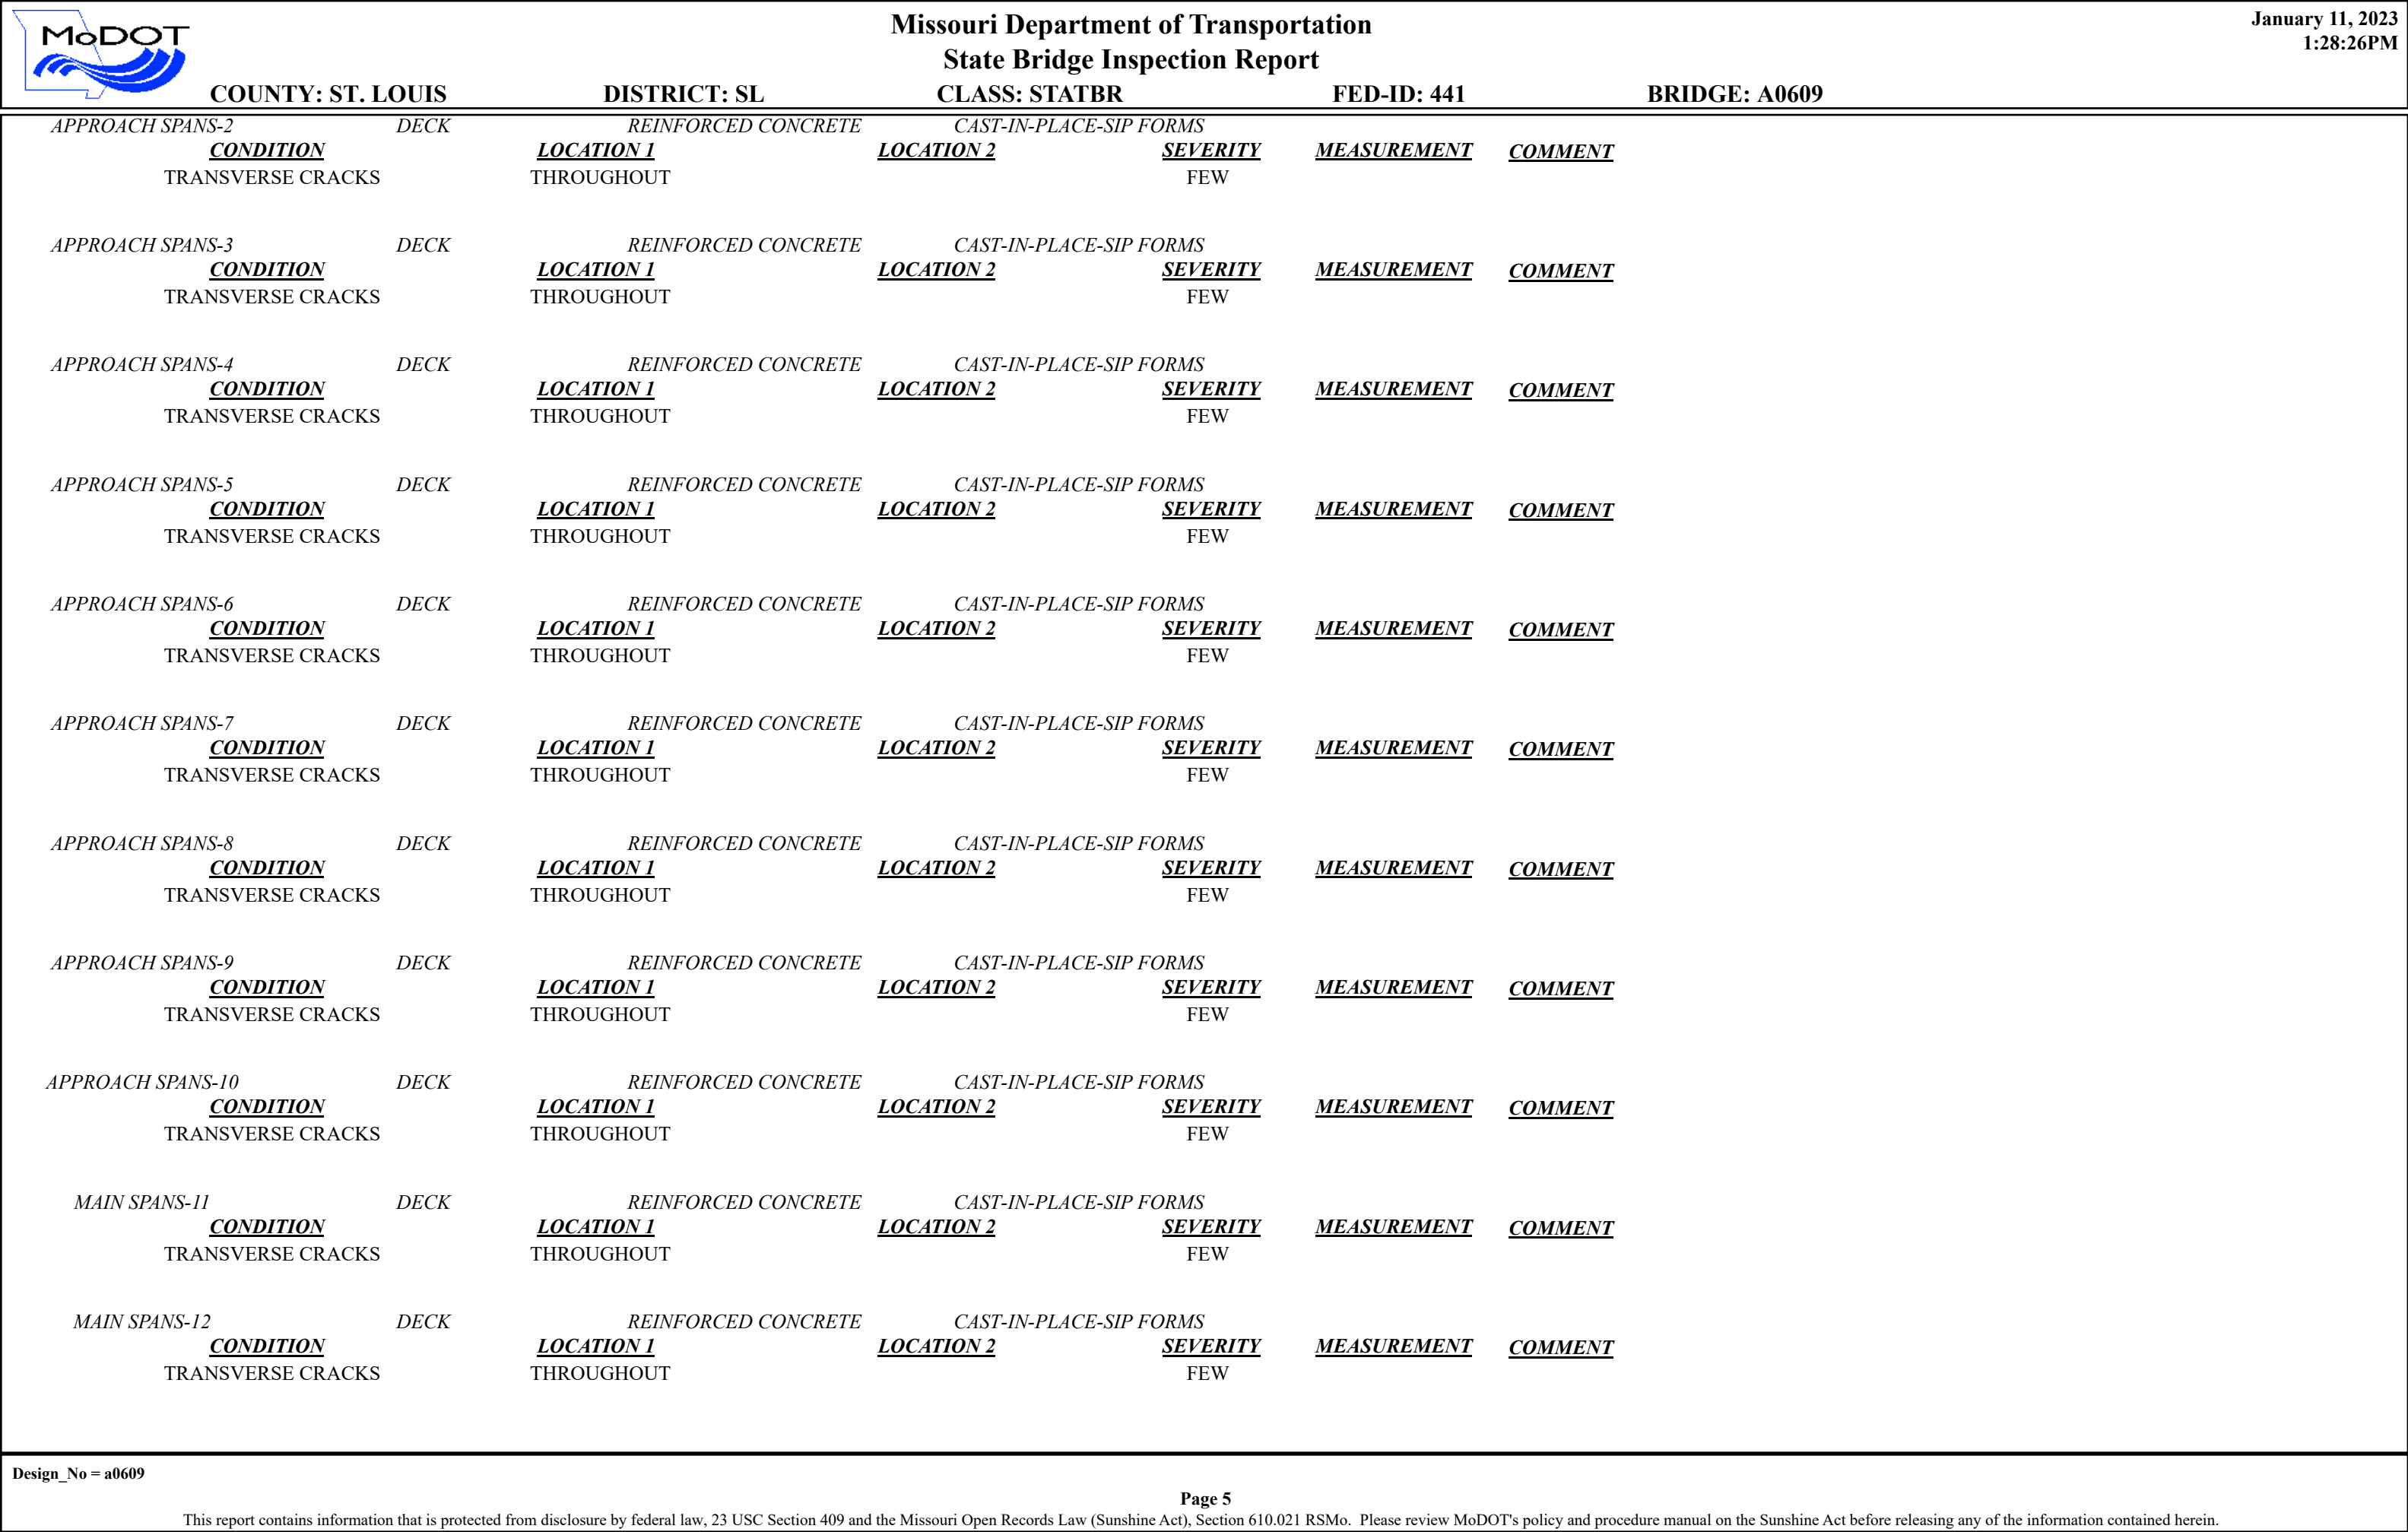 MoDOT
Missouri Department of Transportation
State Bridge Inspection Report
January 11, 2023
1:28:26PM
COUNTY: ST. LOUIS DISTRICT: SL CLASS: STATBR FED-ID: 441 BRIDGE: A0609
APPROACH SPANS-2 DECK REINFORCED CONCRETE CAST-IN-PLACE-SIP FORMS
CONDITION LOCATION 1 LOCATION 2 SEVERITY MEASUREMENT COMMENT
TRANSVERSE CRACKS THROUGHOUT FEW
APPROACH SPANS-3 DECK REINFORCED CONCRETE CAST-IN-PLACE-SIP FORMS
CONDITION LOCATION 1 LOCATION 2 SEVERITY MEASUREMENT COMMENT
TRANSVERSE CRACKS THROUGHOUT FEW
APPROACH SPANS-4 DECK REINFORCED CONCRETE CAST-IN-PLACE-SIP FORMS
CONDITION LOCATION 1 LOCATION 2 SEVERITY MEASUREMENT COMMENT
TRANSVERSE CRACKS THROUGHOUT FEW
APPROACH SPANS-5 DECK REINFORCED CONCRETE CAST-IN-PLACE-SIP FORMS
CONDITION LOCATION 1 LOCATION 2 SEVERITY MEASUREMENT COMMENT
TRANSVERSE CRACKS THROUGHOUT FEW
APPROACH SPANS-6 DECK REINFORCED CONCRETE CAST-IN-PLACE-SIP FORMS
CONDITION LOCATION 1 LOCATION 2 SEVERITY MEASUREMENT COMMENT
TRANSVERSE CRACKS THROUGHOUT FEW
APPROACH SPANS-7 DECK REINFORCED CONCRETE CAST-IN-PLACE-SIP FORMS
CONDITION LOCATION 1 LOCATION 2 SEVERITY MEASUREMENT COMMENT
TRANSVERSE CRACKS THROUGHOUT FEW
APPROACH SPANS-8 DECK REINFORCED CONCRETE CAST-IN-PLACE-SIP FORMS
CONDITION LOCATION 1 LOCATION 2 SEVERITY MEASUREMENT COMMENT
TRANSVERSE CRACKS THROUGHOUT FEW
APPROACH SPANS-9 DECK REINFORCED CONCRETE CAST-IN-PLACE-SIP FORMS
CONDITION LOCATION 1 LOCATION 2 SEVERITY MEASUREMENT COMMENT
TRANSVERSE CRACKS THROUGHOUT FEW
APPROACH SPANS-10 DECK REINFORCED CONCRETE CAST-IN-PLACE-SIP FORMS
CONDITION LOCATION 1 LOCATION 2 SEVERITY MEASUREMENT COMMENT
TRANSVERSE CRACKS THROUGHOUT FEW
MAIN SPANS-11 DECK REINFORCED CONCRETE CAST-IN-PLACE-SIP FORMS
CONDITION LOCATION 1 LOCATION 2 SEVERITY MEASUREMENT COMMENT
TRANSVERSE CRACKS THROUGHOUT FEW
MAIN SPANS-12 DECK REINFORCED CONCRETE CAST-IN-PLACE-SIP FORMS
CONDITION LOCATION 1 LOCATION 2 SEVERITY MEASUREMENT COMMENT
TRANSVERSE CRACKS THROUGHOUT FEW
Design_No = a0609
Page 5
This report contains information that is protected from disclosure by federal law, 23 USC Section 409 and the Missouri Open Records Law (Sunshine Act), Section 610.021 RSMo. Please review MoDOT's policy and procedure manual on the Sunshine Act before releasing any of the information contained herein.